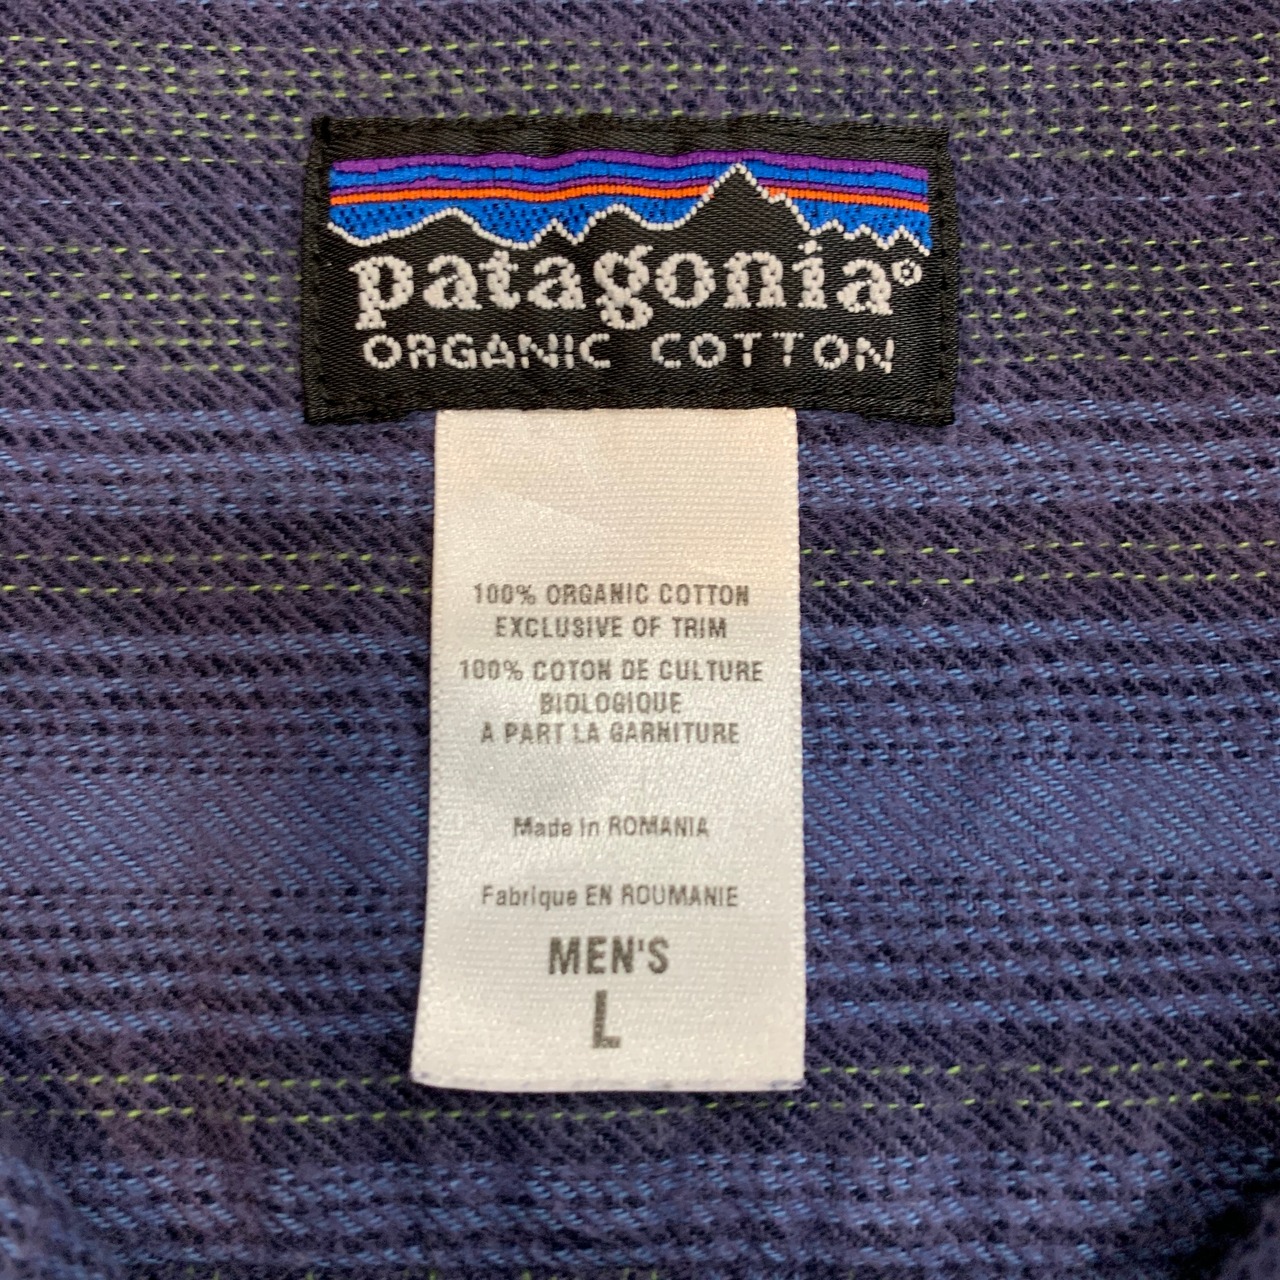 patagonia®
ORGANIC COTTON
100% ORGANIC COTTON
EXCLUSIVE OF TRIM
100% COTON DE CULTURE
BIOLOGIQUE
A PART LA GARNITURE
Made in ROMANIA
Fabrique EN ROUMANIE
MEN'S
L